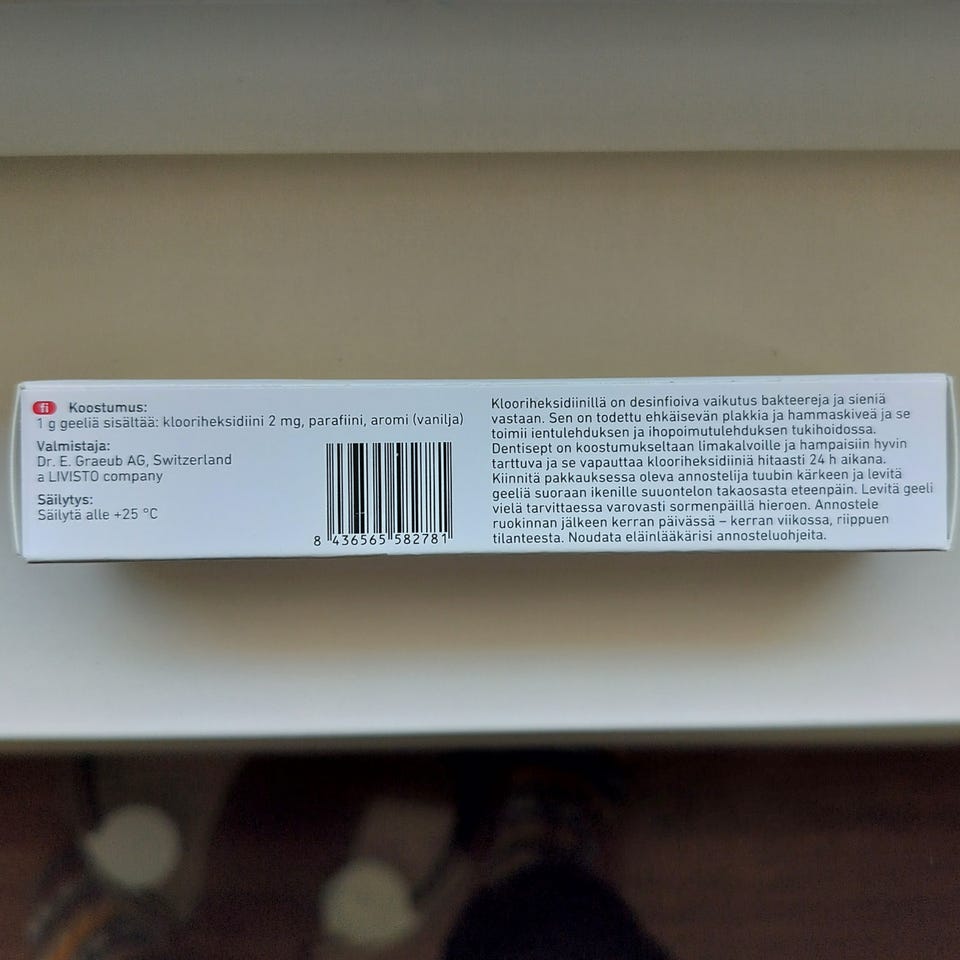 fi Koostumus:
1 g geeliä sisältää: klooriheksidiini 2 mg, parafiini, aromi (vanilja)
Valmistaja:
Dr. E. Graeub AG, Switzerland
a LIVISTO company
Säilytys:
Säilytä alle +25 °C
8 436565 582781
Klooriheksidiinillä on desinfioiva vaikutus bakteereja ja sieniä
vastaan. Sen on todettu ehkäisevän plakkia ja hammaskiveä ja se
toimii ientulehduksen ja ihopoimutulehduksen tukihoidossa.
Dentisept on koostumukseltaan limakalvoille ja hampaisiin hyvin
tarttuva ja se vapauttaa klooriheksidiiniä hitaasti 24 h aikana.
Kiinnitä pakkauksessa oleva annostelija tuubin kärkeen ja levitä
geeliä suoraan ikenille suuontelon takaosasta eteenpäin. Levitä geeli
vielä tarvittaessa varovasti sormenpäillä hieroen. Annostele
ruokinnan jälkeen kerran päivässä – kerran viikossa, riippuen
tilanteesta. Noudata eläinlääkärisi annosteluohjeita.